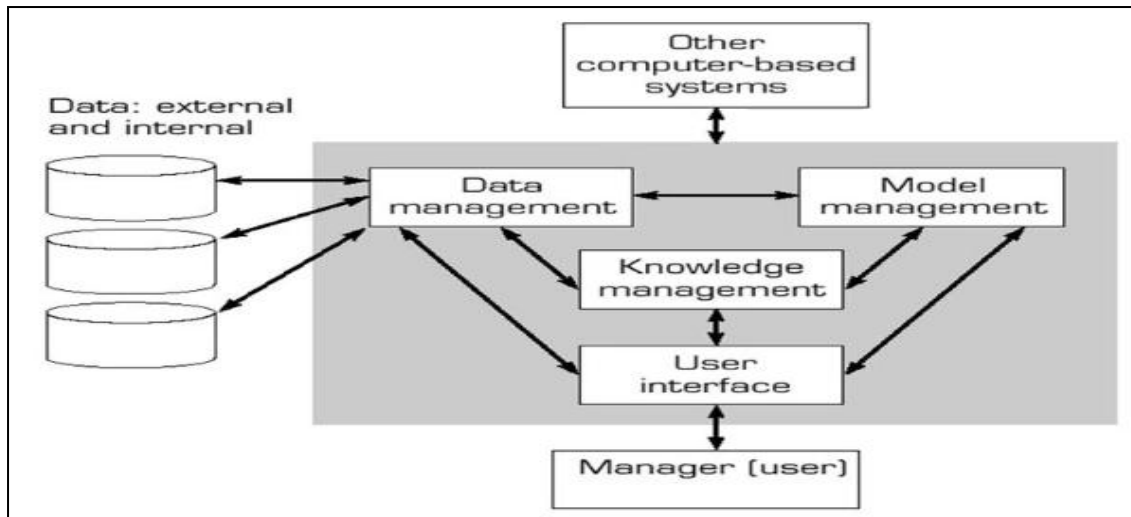 Other
computer-based
systems
Data: external
and internal
Data
management
Model
management
Knowledge
management
User
interface
Manager (user)